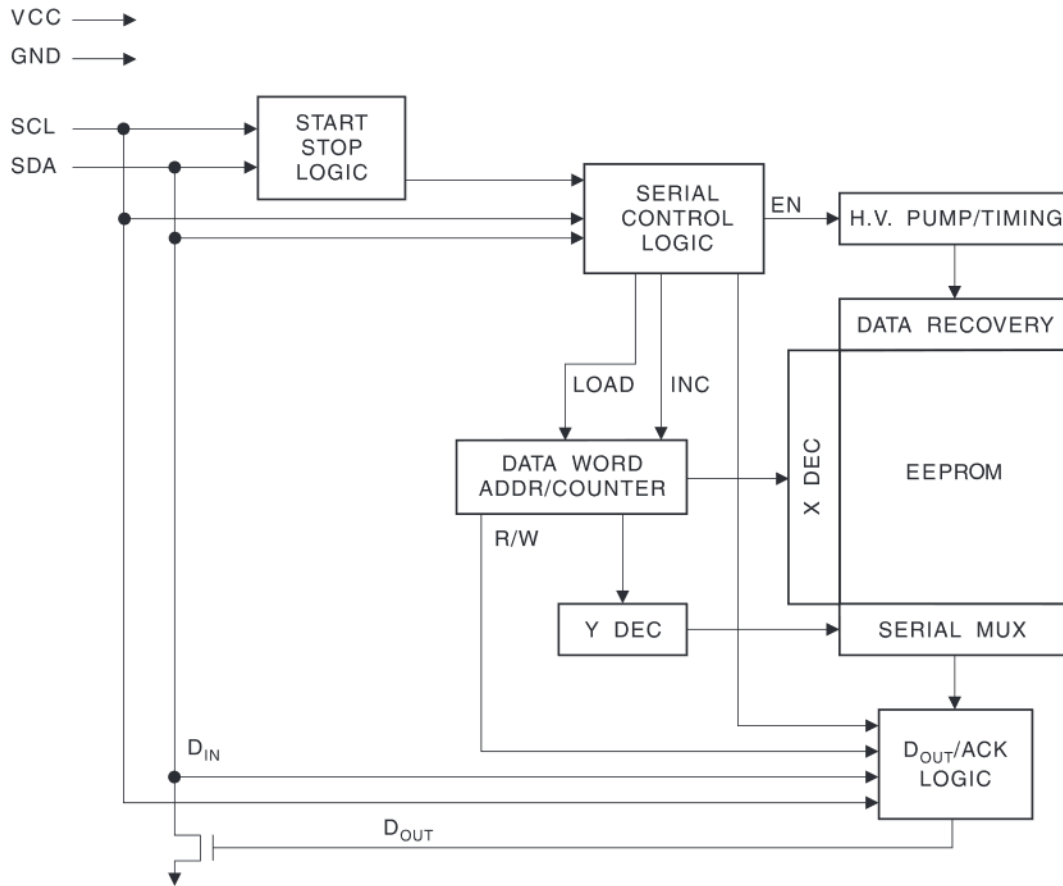 VCC
GND
SCL
SDA
START
STOP
LOGIC
SERIAL
CONTROL
LOGIC
EN
H.V. PUMP/TIMING
DATA RECOVERY
LOAD
INC
DATA WORD
ADDR/COUNTER
X DEC
EEPROM
R/W
Y DEC
SERIAL MUX
DIN
DOUT/ACK
LOGIC
DOUT